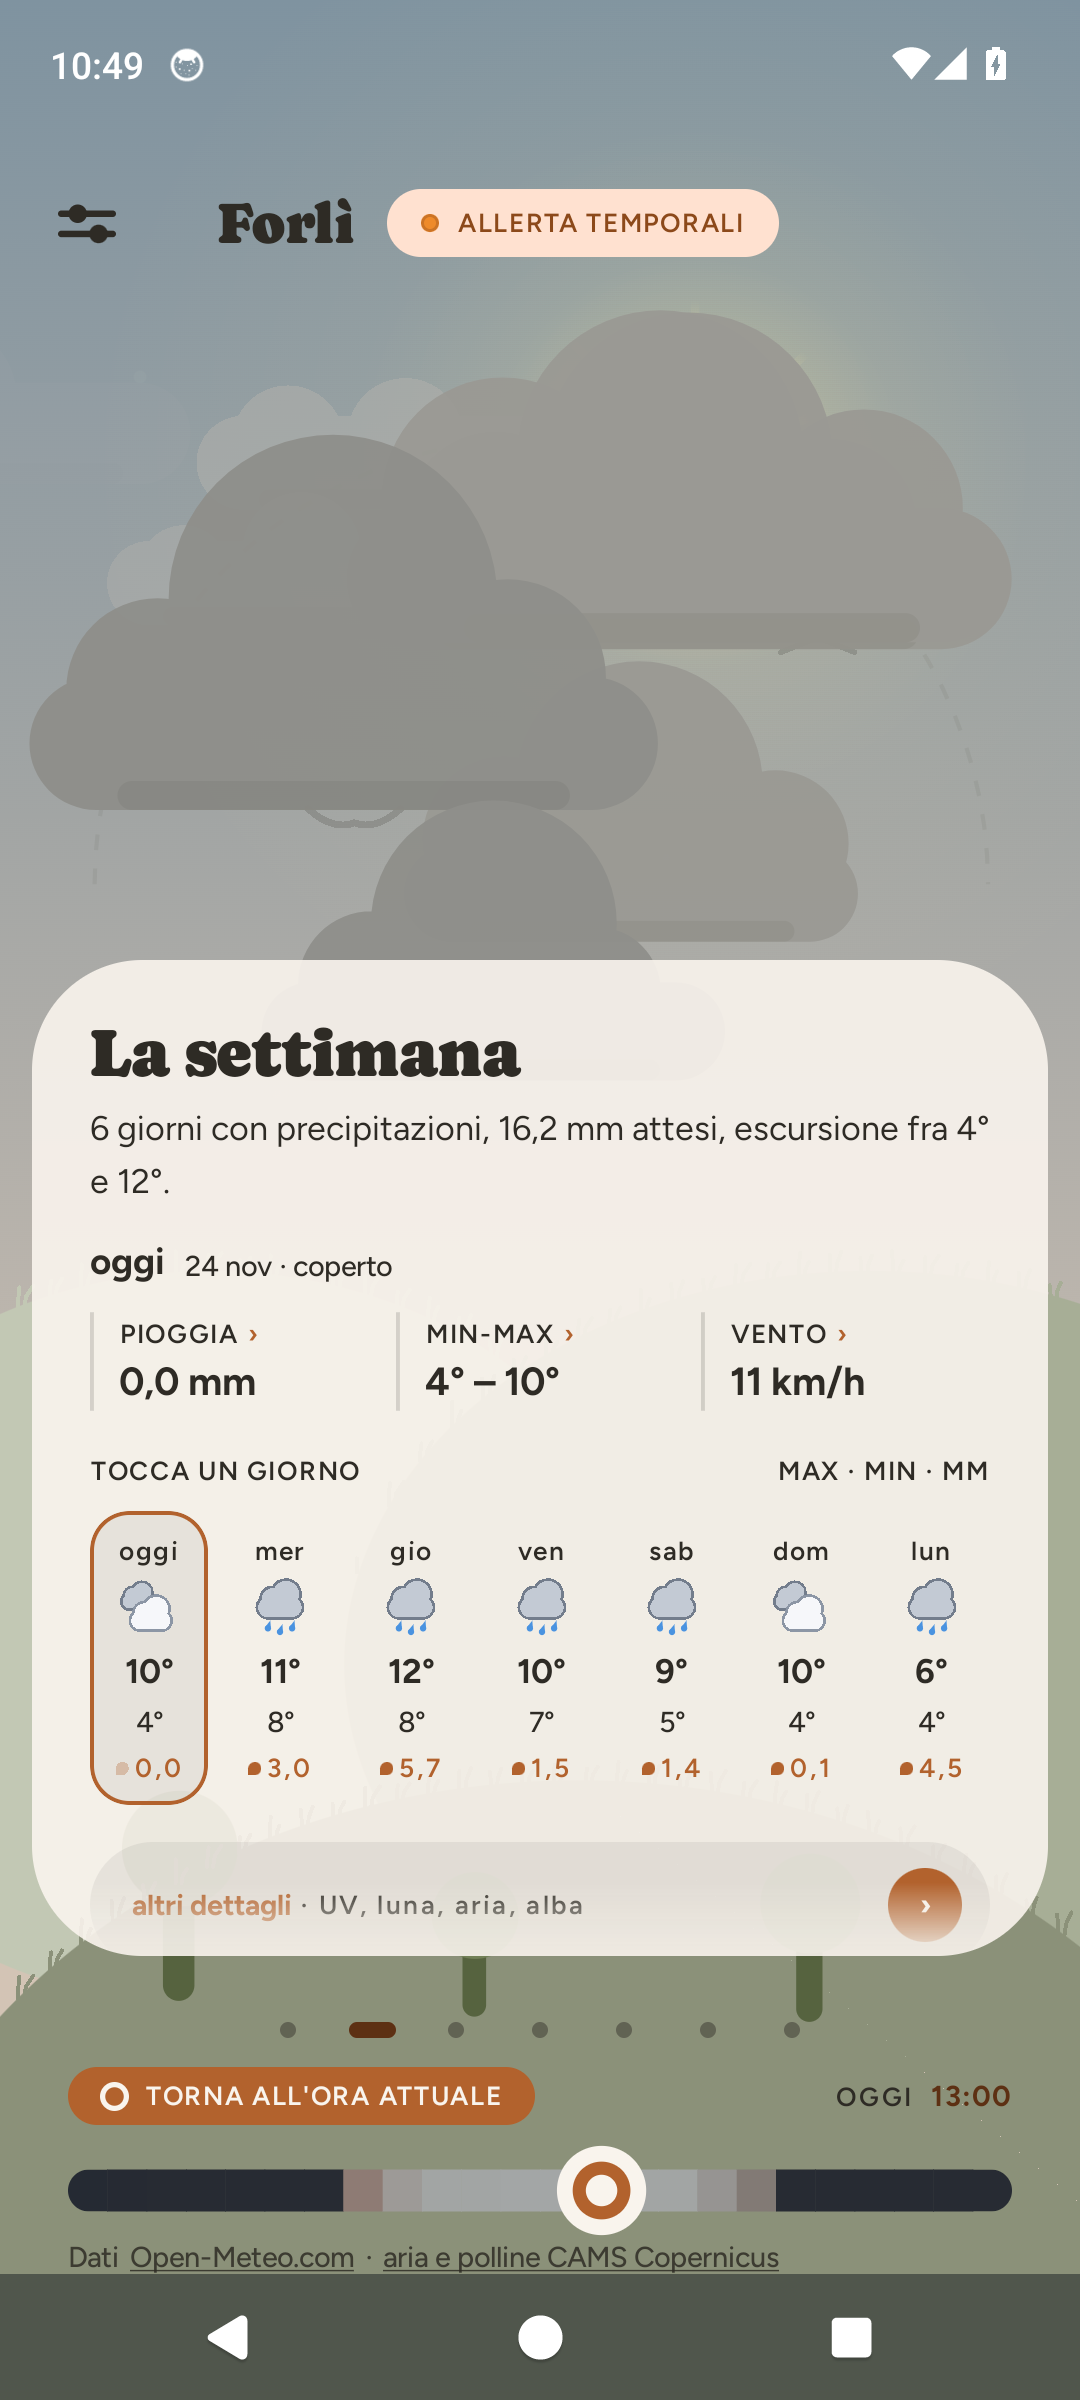 10:49
Forlì
ALLERTA TEMPORALI
La settimana
6 giorni con precipitazioni, 16,2 mm attesi, escursione fra 4°
e 12°.
oggi 24 nov · coperto
PIOGGIA › MIN-MAX › VENTO ›
0,0 mm 4° – 10° 11 km/h
TOCCA UN GIORNO MAX · MIN · MM
oggi mer gio ven sab dom lun
10° 11° 12° 10° 9° 10° 6°
4° 8° 8° 7° 5° 4° 4°
0,0 3,0 5,7 1,5 1,4 0,1 4,5
altri dettagli · UV, luna, aria, alba ›
TORNA ALL'ORA ATTUALE OGGI 13:00
Dati Open-Meteo.com · aria e polline CAMS Copernicus